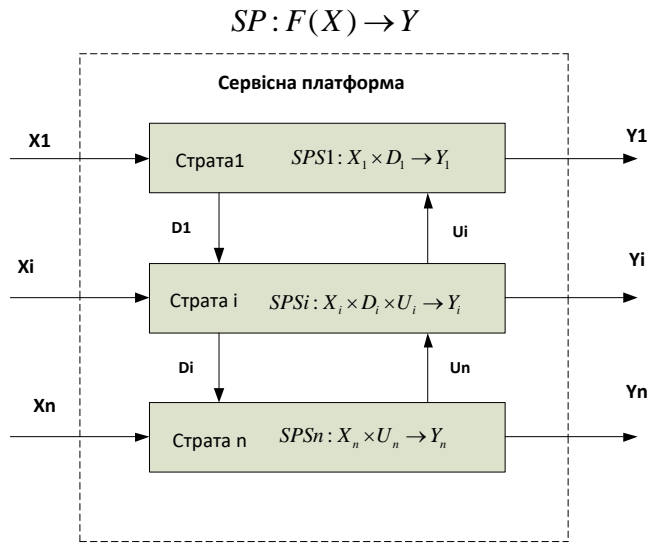 SP : F(X) → Y
Сервісна платформа
X1
Y1
Страта1 SPS1: X₁ × D₁ → Y₁
D1
Ui
Xi
Yi
Страта i SPSi: Xᵢ × Dᵢ × Uᵢ → Yᵢ
Di
Un
Xn
Yn
Страта n SPSn: Xₙ × Uₙ → Yₙ